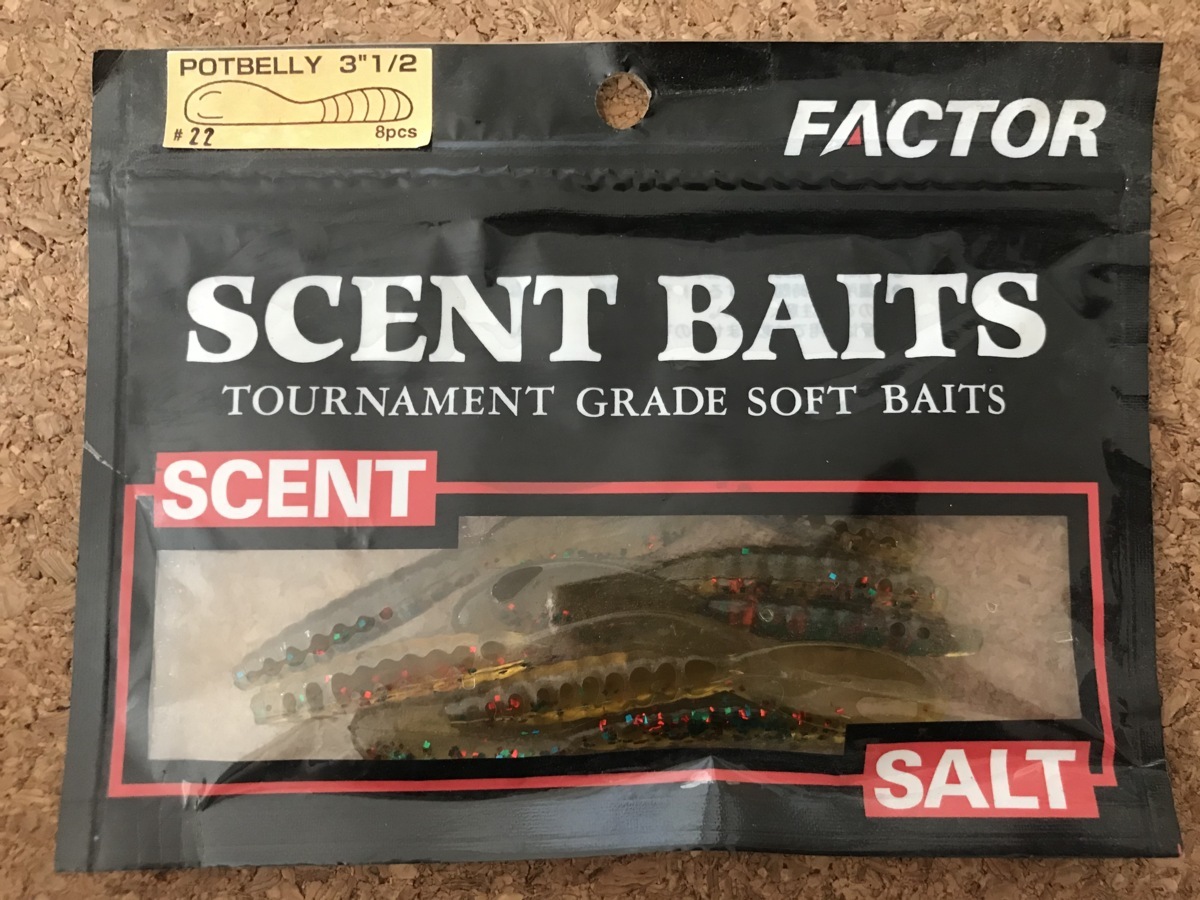 POTBELLY 3"1/2
# 22
8pcs
FACTOR
SCENT BAITS
TOURNAMENT GRADE SOFT BAITS
SCENT
SALT